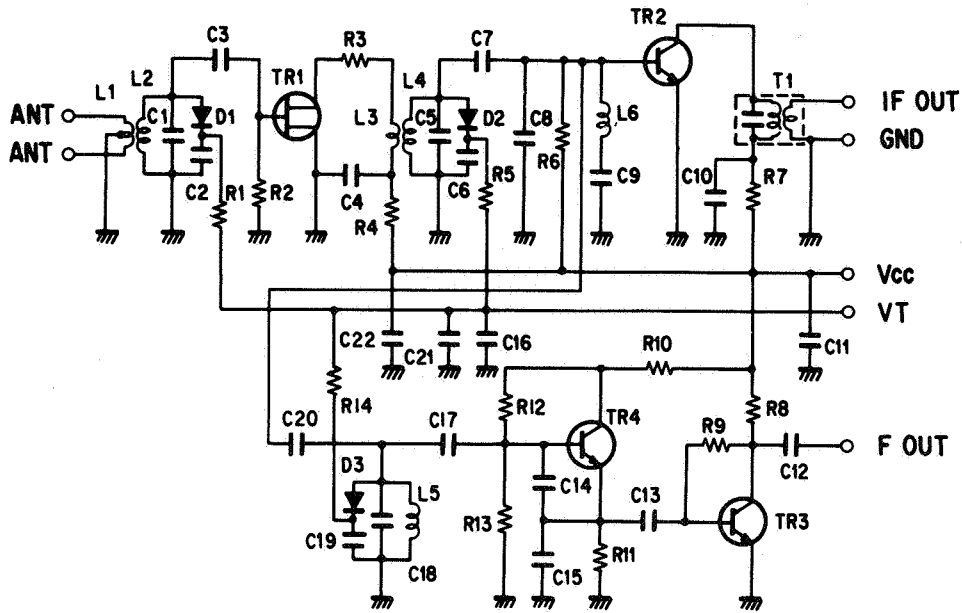 TR2
C3
R3
C7
L2
TR1
L4
T1
L1
ANT
C1
D1
L3
C5
D2
C8
L6
IF OUT
ANT
R6
GND
C2
R1
R2
C4
R4
C6
R5
C9
C10
R7
Vcc
VT
C22
C21
C16
R10
C11
R14
R12
TR4
R8
C20
C17
R9
F OUT
C12
D3
L5
C14
C13
C19
R13
TR3
C18
C15
R11